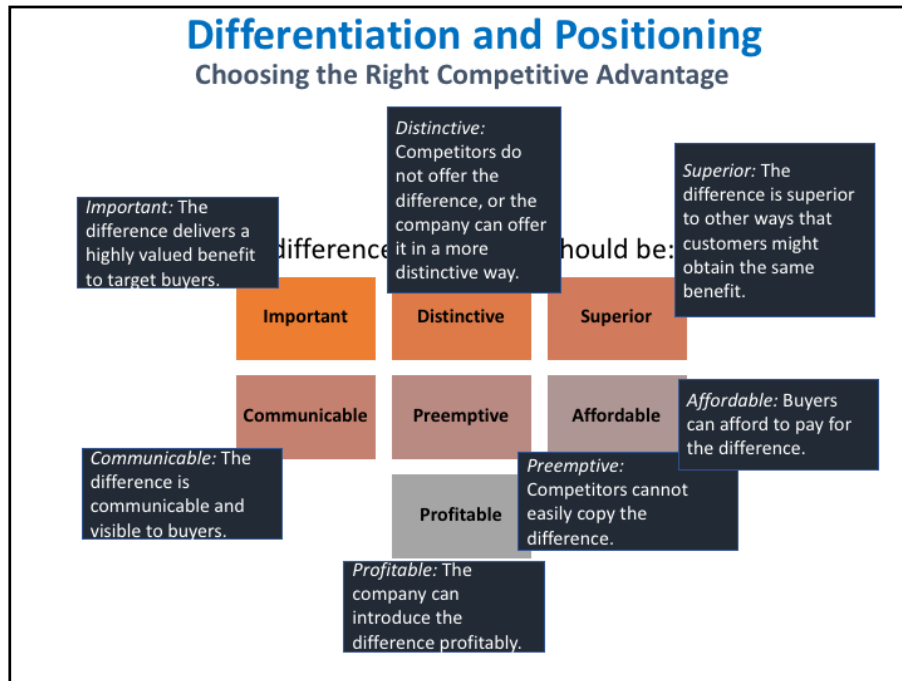 Differentiation and Positioning
Choosing the Right Competitive Advantage
Distinctive:
Competitors do
not offer the
difference, or the
company can offer
it in a more
distinctive way.
Superior: The
difference is superior
to other ways that
customers might
obtain the same
benefit.
Important: The
difference delivers a
highly valued benefit
to target buyers.
difference
hould be:
Important
Distinctive
Superior
Communicable
Preemptive
Affordable
Affordable: Buyers
can afford to pay for
the difference.
Communicable: The
difference is
communicable and
visible to buyers.
Preemptive:
Competitors cannot
easily copy the
difference.
Profitable
Profitable: The
company can
introduce the
difference profitably.